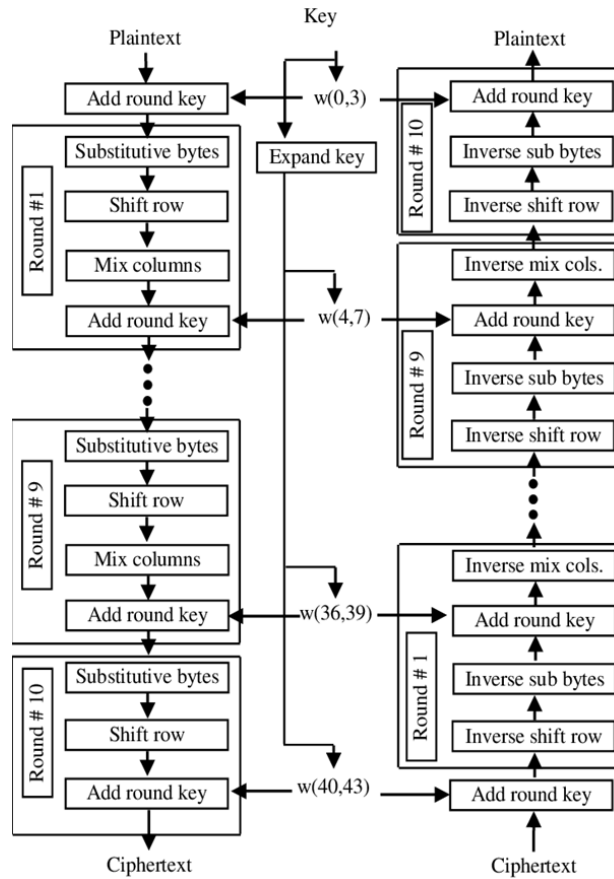 Key
Plaintext
Add round key
Round #1
Substitutive bytes
Shift row
Mix columns
Add round key
Round # 9
Substitutive bytes
Shift row
Mix columns
Add round key
Round # 10
Substitutive bytes
Shift row
Add round key
Ciphertext
w(0,3)
Expand key
w(4,7)
w(36,39)
w(40,43)
Plaintext
Add round key
Round # 10
Inverse sub bytes
Inverse shift row
Inverse mix cols.
Add round key
Round # 9
Inverse sub bytes
Inverse shift row
Inverse mix cols.
Add round key
Round # 1
Inverse sub bytes
Inverse shift row
Add round key
Ciphertext